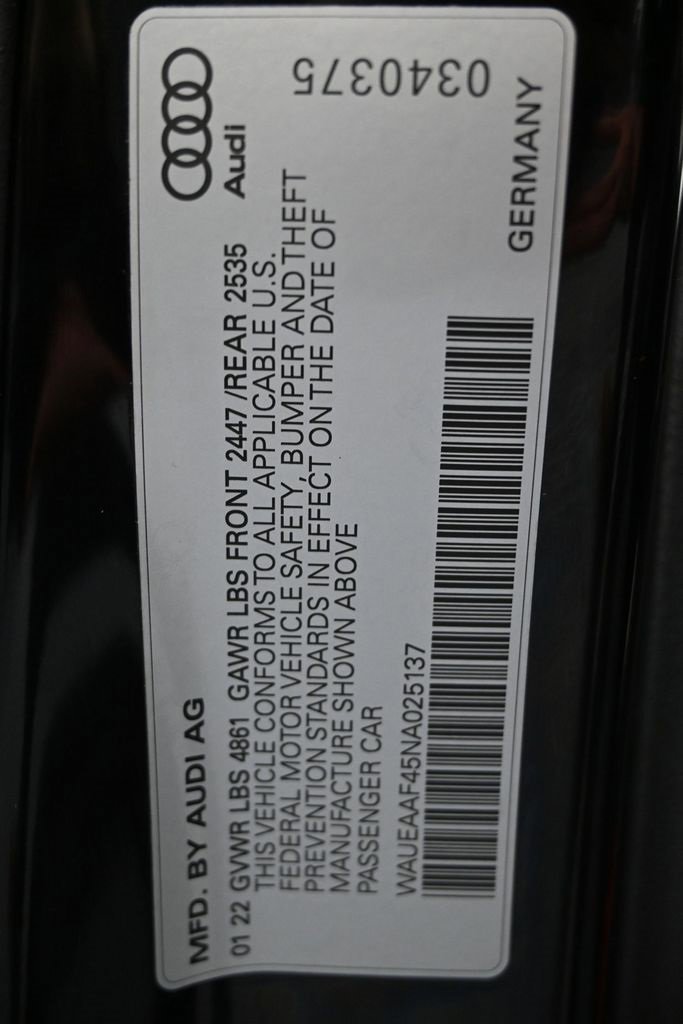 MFD. BY AUDI AG
Audi
01 22 GVWR LBS 4861 GAWR LBS FRONT 2447 /REAR 2535
THIS VEHICLE CONFORMS TO ALL APPLICABLE U.S.
FEDERAL MOTOR VEHICLE SAFETY, BUMPER AND THEFT
PREVENTION STANDARDS IN EFFECT ON THE DATE OF
MANUFACTURE SHOWN ABOVE
PASSENGER CAR
WAUEAAF45NA025137
GERMANY
0340375